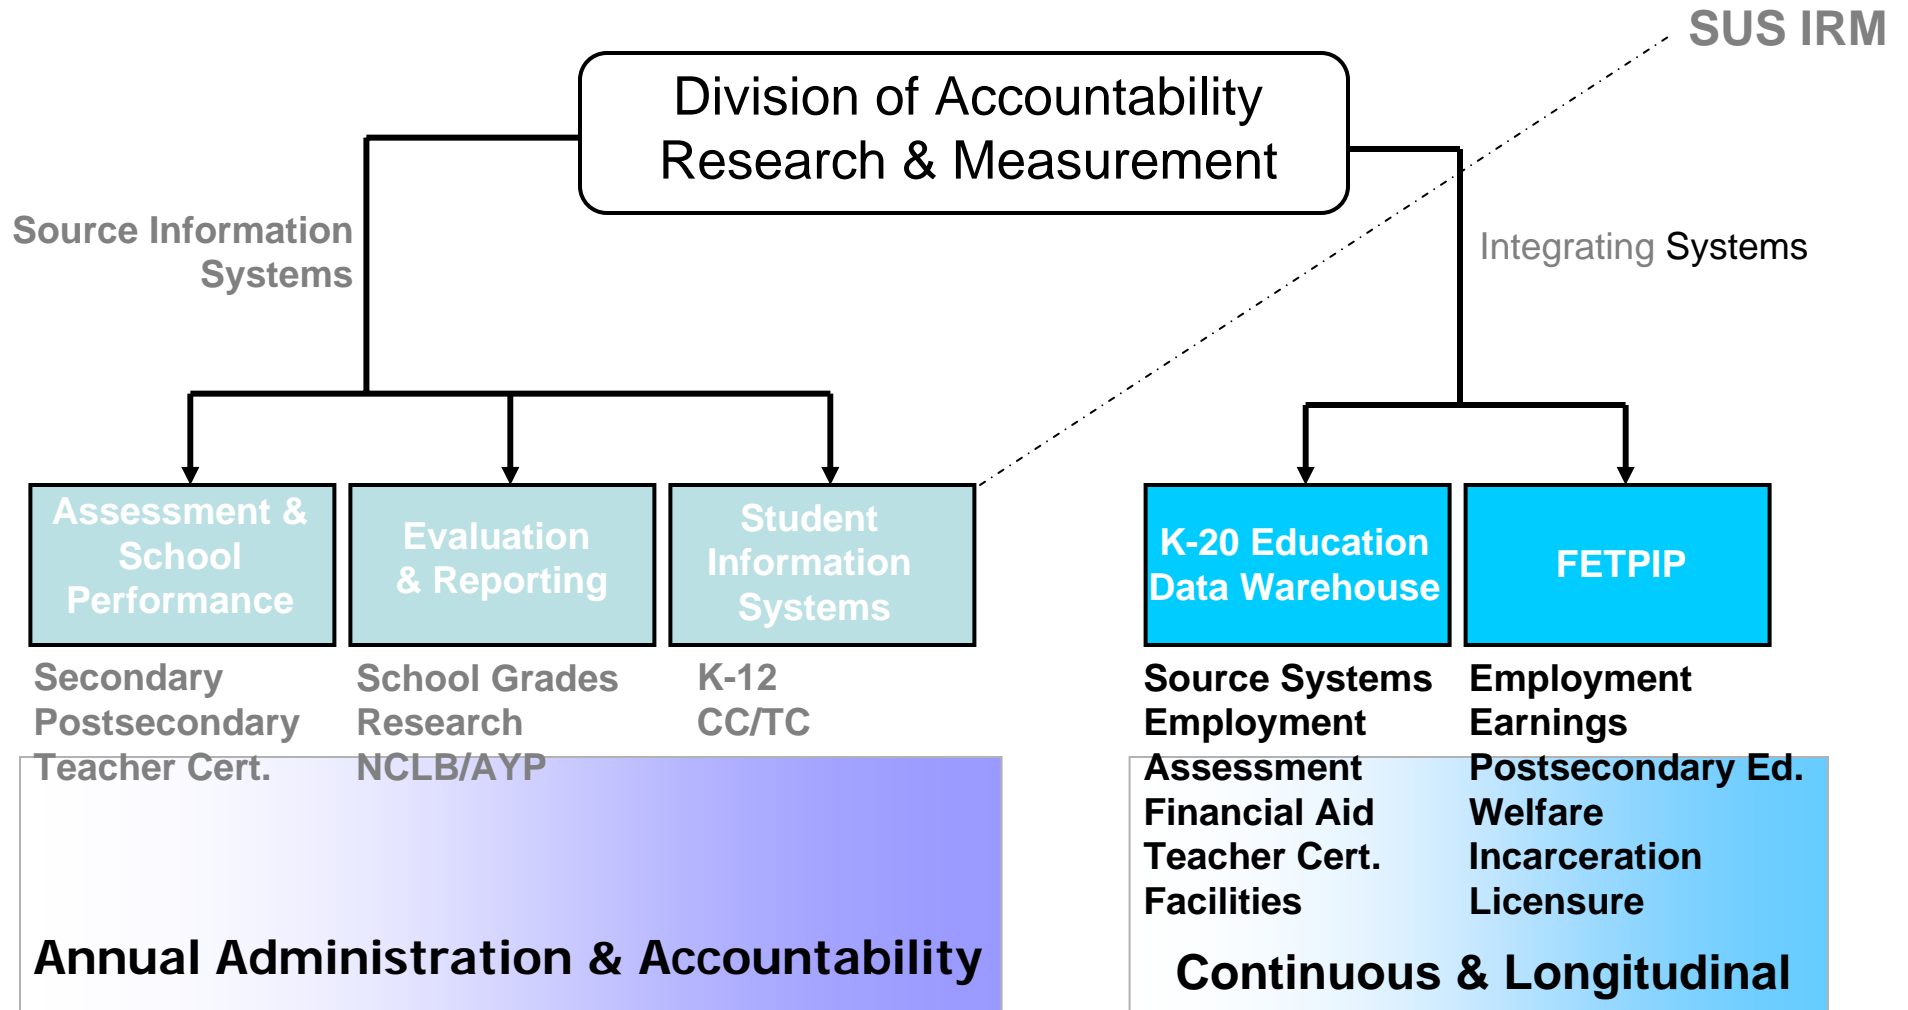 SUS IRM
Division of Accountability
Research & Measurement
Source Information
Systems
Integrating Systems
Assessment &
School
Performance
Evaluation
& Reporting
Student
Information
Systems
K-20 Education
Data Warehouse
FETPIP
Secondary
Postsecondary
Teacher Cert.
School Grades
Research
NCLB/AYP
K-12
CC/TC
Source Systems
Employment
Assessment
Financial Aid
Teacher Cert.
Facilities
Employment
Earnings
Postsecondary Ed.
Welfare
Incarceration
Licensure
Annual Administration & Accountability
Continuous & Longitudinal